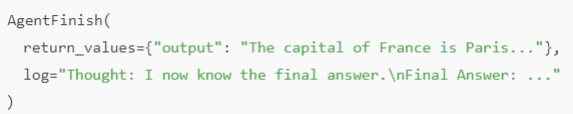 AgentFinish(
  return_values={"output": "The capital of France is Paris..."},
  log="Thought: I now know the final answer.\nFinal Answer: ..."
)